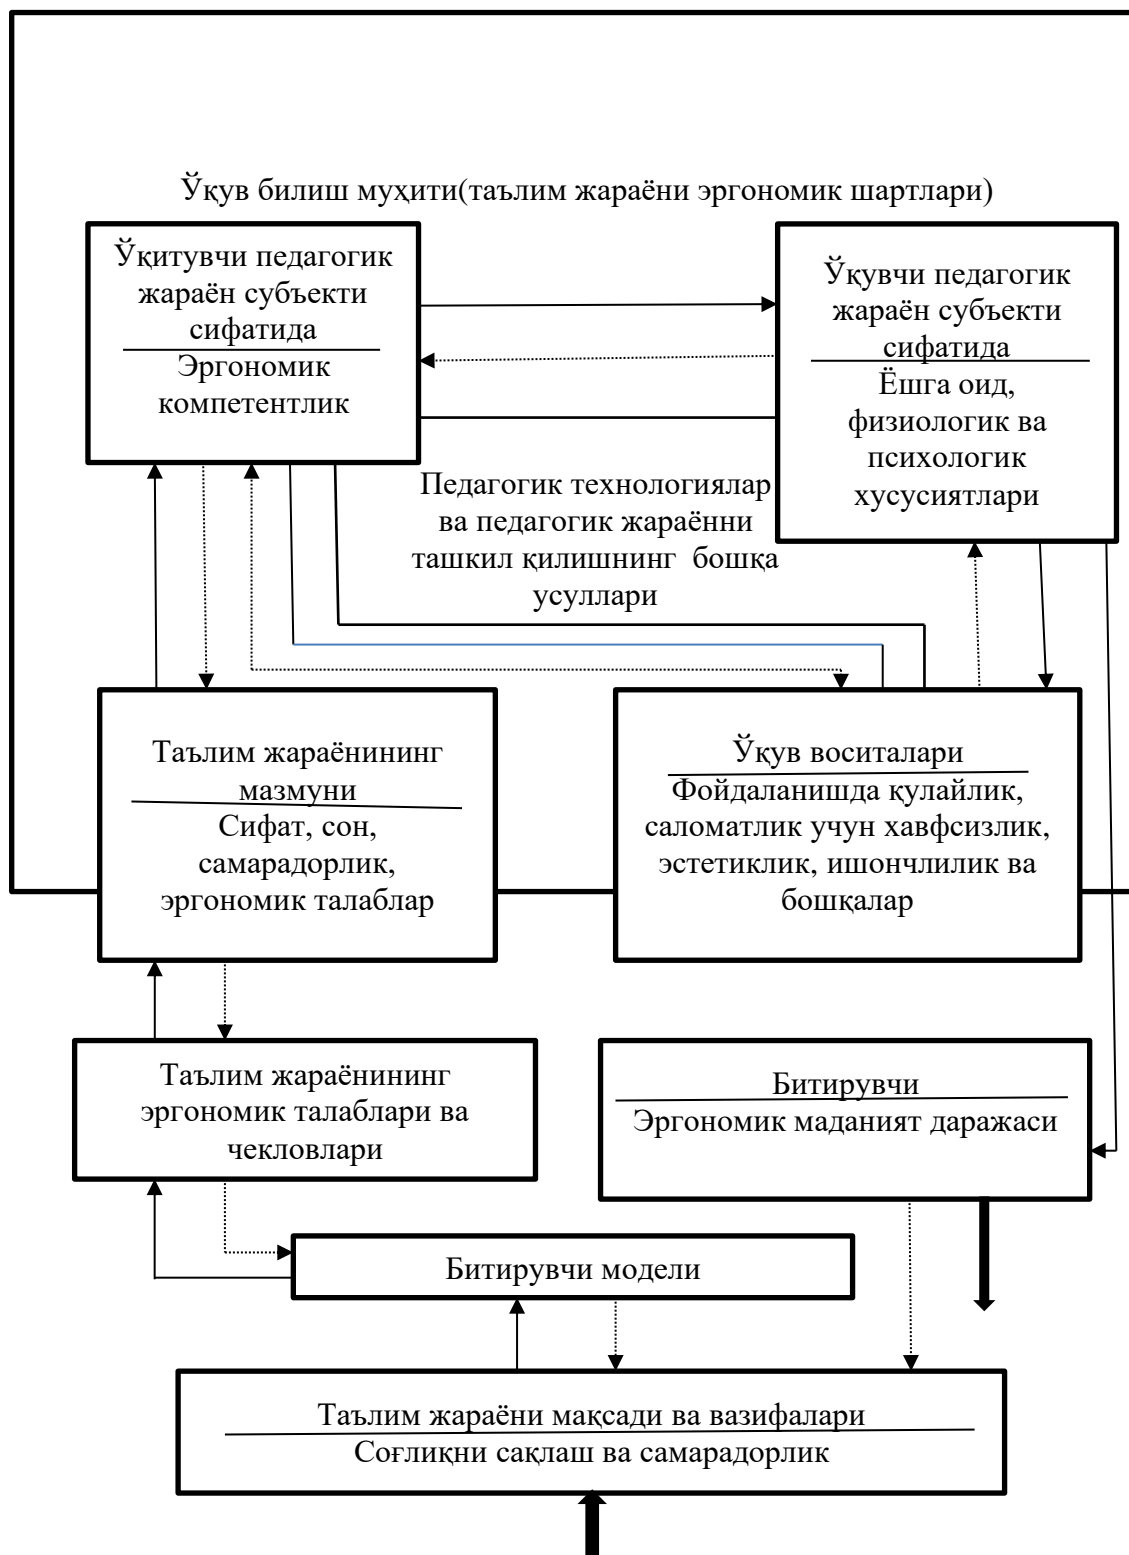 Ўқув билиш муҳити(таълим жараёни эргономик шартлари)
Ўқитувчи педагогик
жараён субъекти
сифатида
Эргономик
компетентлик
Ўқувчи педагогик
жараён субъекти
сифатида
Ёшга оид,
физиологик ва
психологик
хусусиятлари
Педагогик технологиялар
ва педагогик жараённи
ташкил қилишнинг бошқа
усуллари
Таълим жараёнининг
мазмуни
Сифат, сон,
самарадорлик,
эргономик талаблар
Ўқув воситалари
Фойдаланишда қулайлик,
саломатлик учун хавфсизлик,
эстетиклик, ишончлилик ва
бошқалар
Таълим жараёнининг
эргономик талаблари ва
чекловлари
Битирувчи
Эргономик маданият даражаси
Битирувчи модели
Таълим жараёни мақсади ва вазифалари
Соғлиқни сақлаш ва самарадорлик